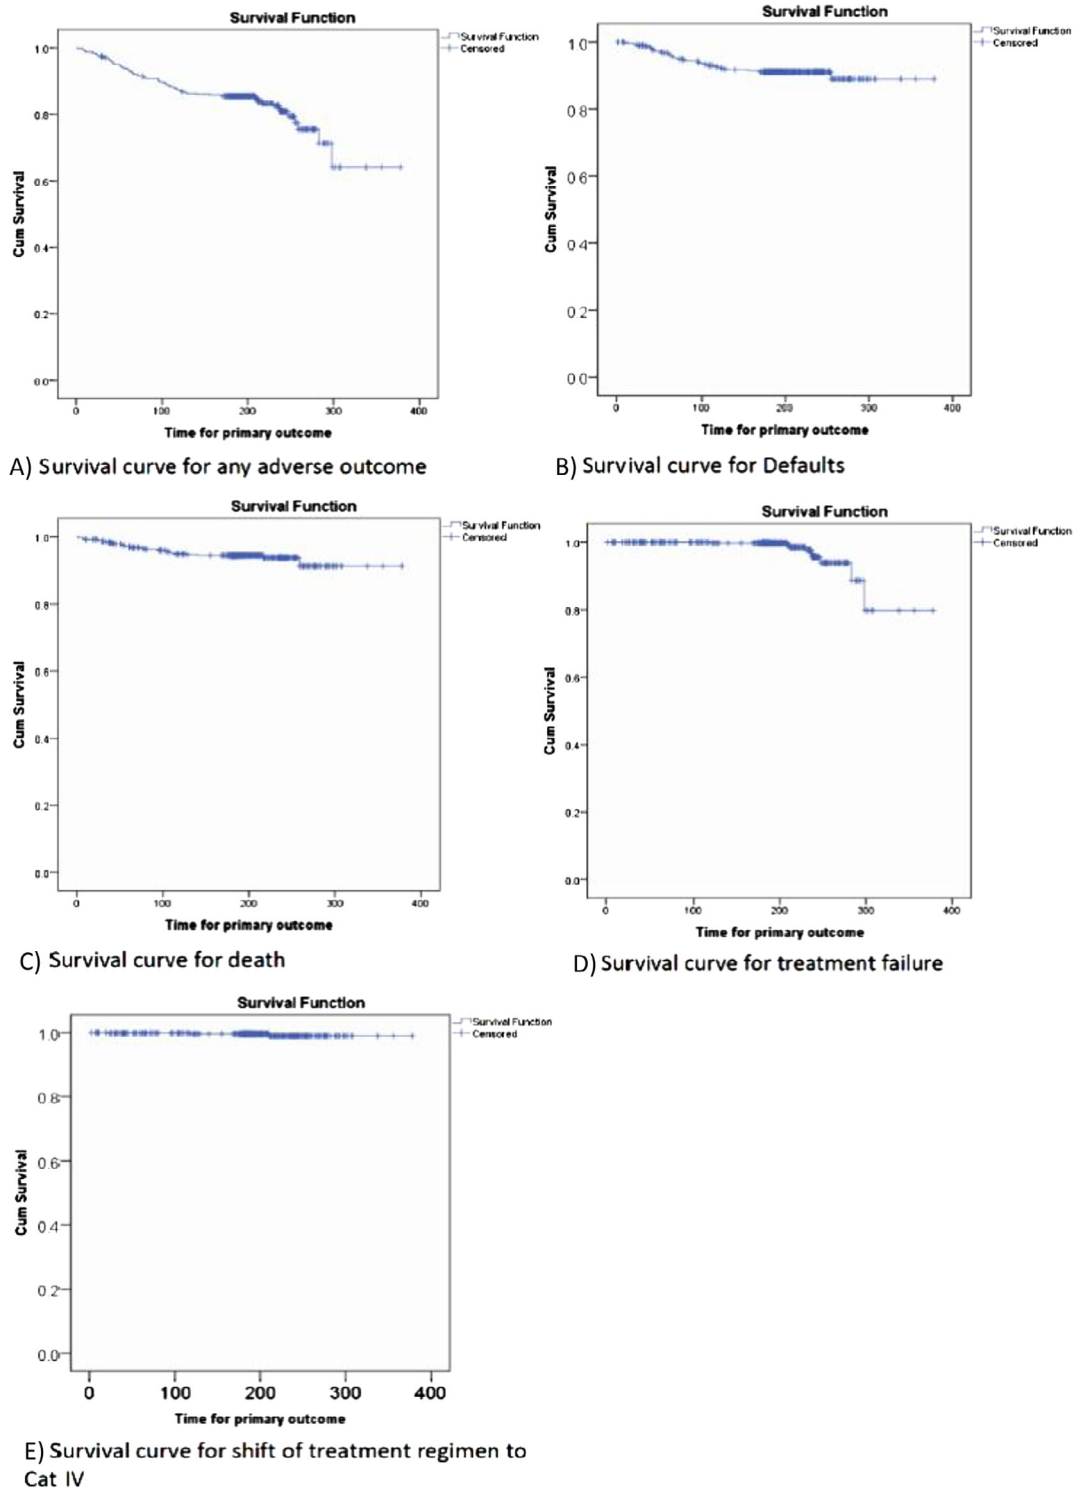 Survival Function
Survival Function
Censored
1.0
0.8
0.6
0.4
0.2
0.0
Cum Survival
0 100 200 300 400
Time for primary outcome
A) Survival curve for any adverse outcome
Survival Function
Survival Function
Censored
1 0
0 8
0 6
0 4
0 2
0 0
Cum Survival
0 100 200 300 400
Time for primary outcome
B) Survival curve for Defaults
Survival Function
Survival Function
Censored
1.0
0.8
0.6
0.4
0.2
0.0
Cum Survival
0 100 200 300 400
Time for primary outcome
C) Survival curve for death
Survival Function
Survival Function
Censored
1.0
0.8
0.6
0.4
0.2
0.0
Cum Survival
0 100 200 300 400
Time for primary outcome
D) Survival curve for treatment failure
Survival Function
Survival Function
Censored
1.0
0.8
0.6
0.4
0.2
0.0
Cum Survival
0 100 200 300 400
Time for primary outcome
E) Survival curve for shift of treatment regimen to
Cat IV